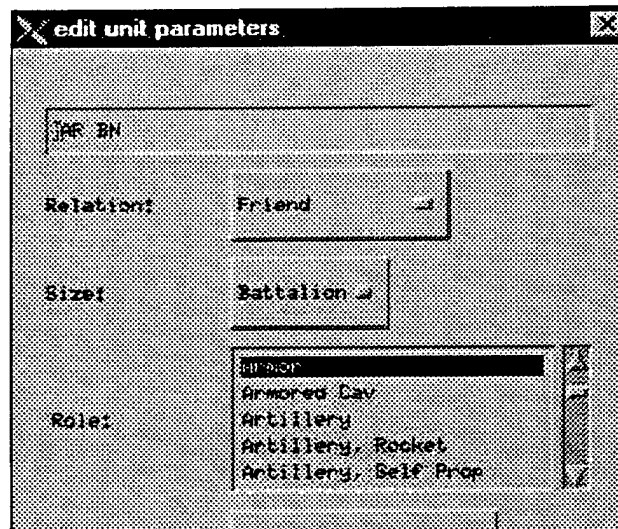 edit unit parameters
AR BN
Relation: Friend
Size: Battalion
Role:
Armor
Armored Cav
Artillery
Artillery, Rocket
Artillery, Self Prop